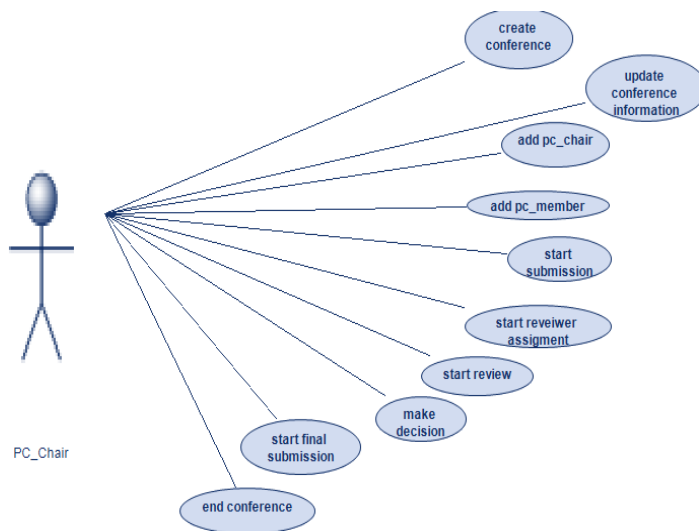 create
conference
update
conference
information
add pc_chair
add pc_member
start
submission
start reveiwer
assigment
start review
make
decision
start final
submission
end conference
PC_Chair